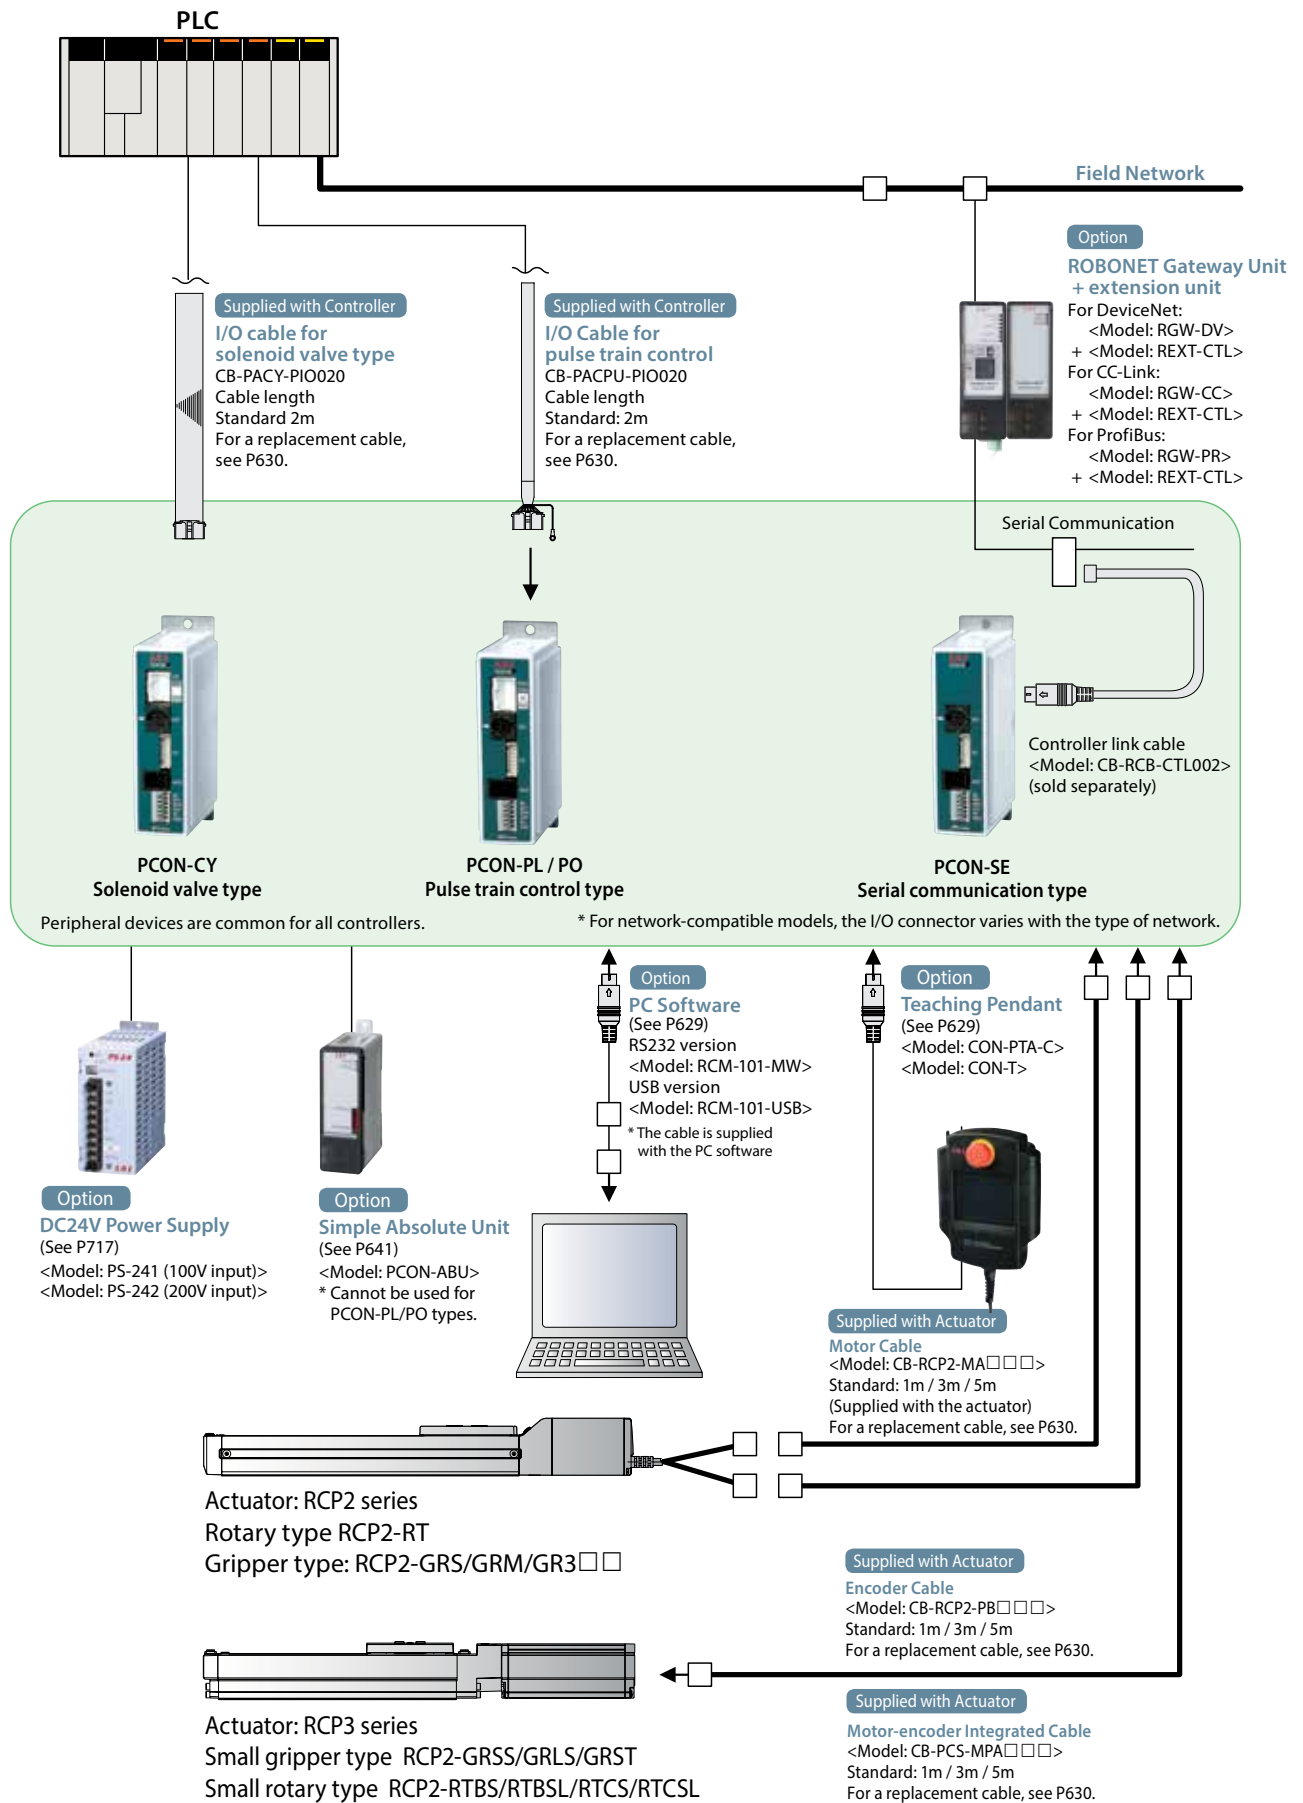 PLC
Field Network
Option
ROBONET Gateway Unit
+ extension unit
For DeviceNet:
<Model: RGW-DV>
+ <Model: REXT-CTL>
For CC-Link:
<Model: RGW-CC>
+ <Model: REXT-CTL>
For ProfiBus:
<Model: RGW-PR>
+ <Model: REXT-CTL>
Supplied with Controller
I/O cable for
solenoid valve type
CB-PACY-PIO020
Cable length
Standard 2m
For a replacement cable,
see P630.
Supplied with Controller
I/O Cable for
pulse train control
CB-PACPU-PIO020
Cable length
Standard: 2m
For a replacement cable,
see P630.
Serial Communication
Controller link cable
<Model: CB-RCB-CTL002>
(sold separately)
PCON-CY
Solenoid valve type
PCON-PL / PO
Pulse train control type
PCON-SE
Serial communication type
Peripheral devices are common for all controllers.
* For network-compatible models, the I/O connector varies with the type of network.
Option
DC24V Power Supply
(See P717)
<Model: PS-241 (100V input)>
<Model: PS-242 (200V input)>
Option
Simple Absolute Unit
(See P641)
<Model: PCON-ABU>
* Cannot be used for
PCON-PL/PO types.
Option
PC Software
(See P629)
RS232 version
<Model: RCM-101-MW>
USB version
<Model: RCM-101-USB>
* The cable is supplied
with the PC software
Option
Teaching Pendant
(See P629)
<Model: CON-PTA-C>
<Model: CON-T>
Supplied with Actuator
Motor Cable
<Model: CB-RCP2-MA□□□>
Standard: 1m / 3m / 5m
(Supplied with the actuator)
For a replacement cable, see P630.
Actuator: RCP2 series
Rotary type RCP2-RT
Gripper type: RCP2-GRS/GRM/GR3□□
Supplied with Actuator
Encoder Cable
<Model: CB-RCP2-PB□□□>
Standard: 1m / 3m / 5m
For a replacement cable, see P630.
Supplied with Actuator
Motor-encoder Integrated Cable
<Model: CB-PCS-MPA□□□>
Standard: 1m / 3m / 5m
For a replacement cable, see P630.
Actuator: RCP3 series
Small gripper type RCP2-GRSS/GRLS/GRST
Small rotary type RCP2-RTBS/RTBSL/RTCS/RTCSL